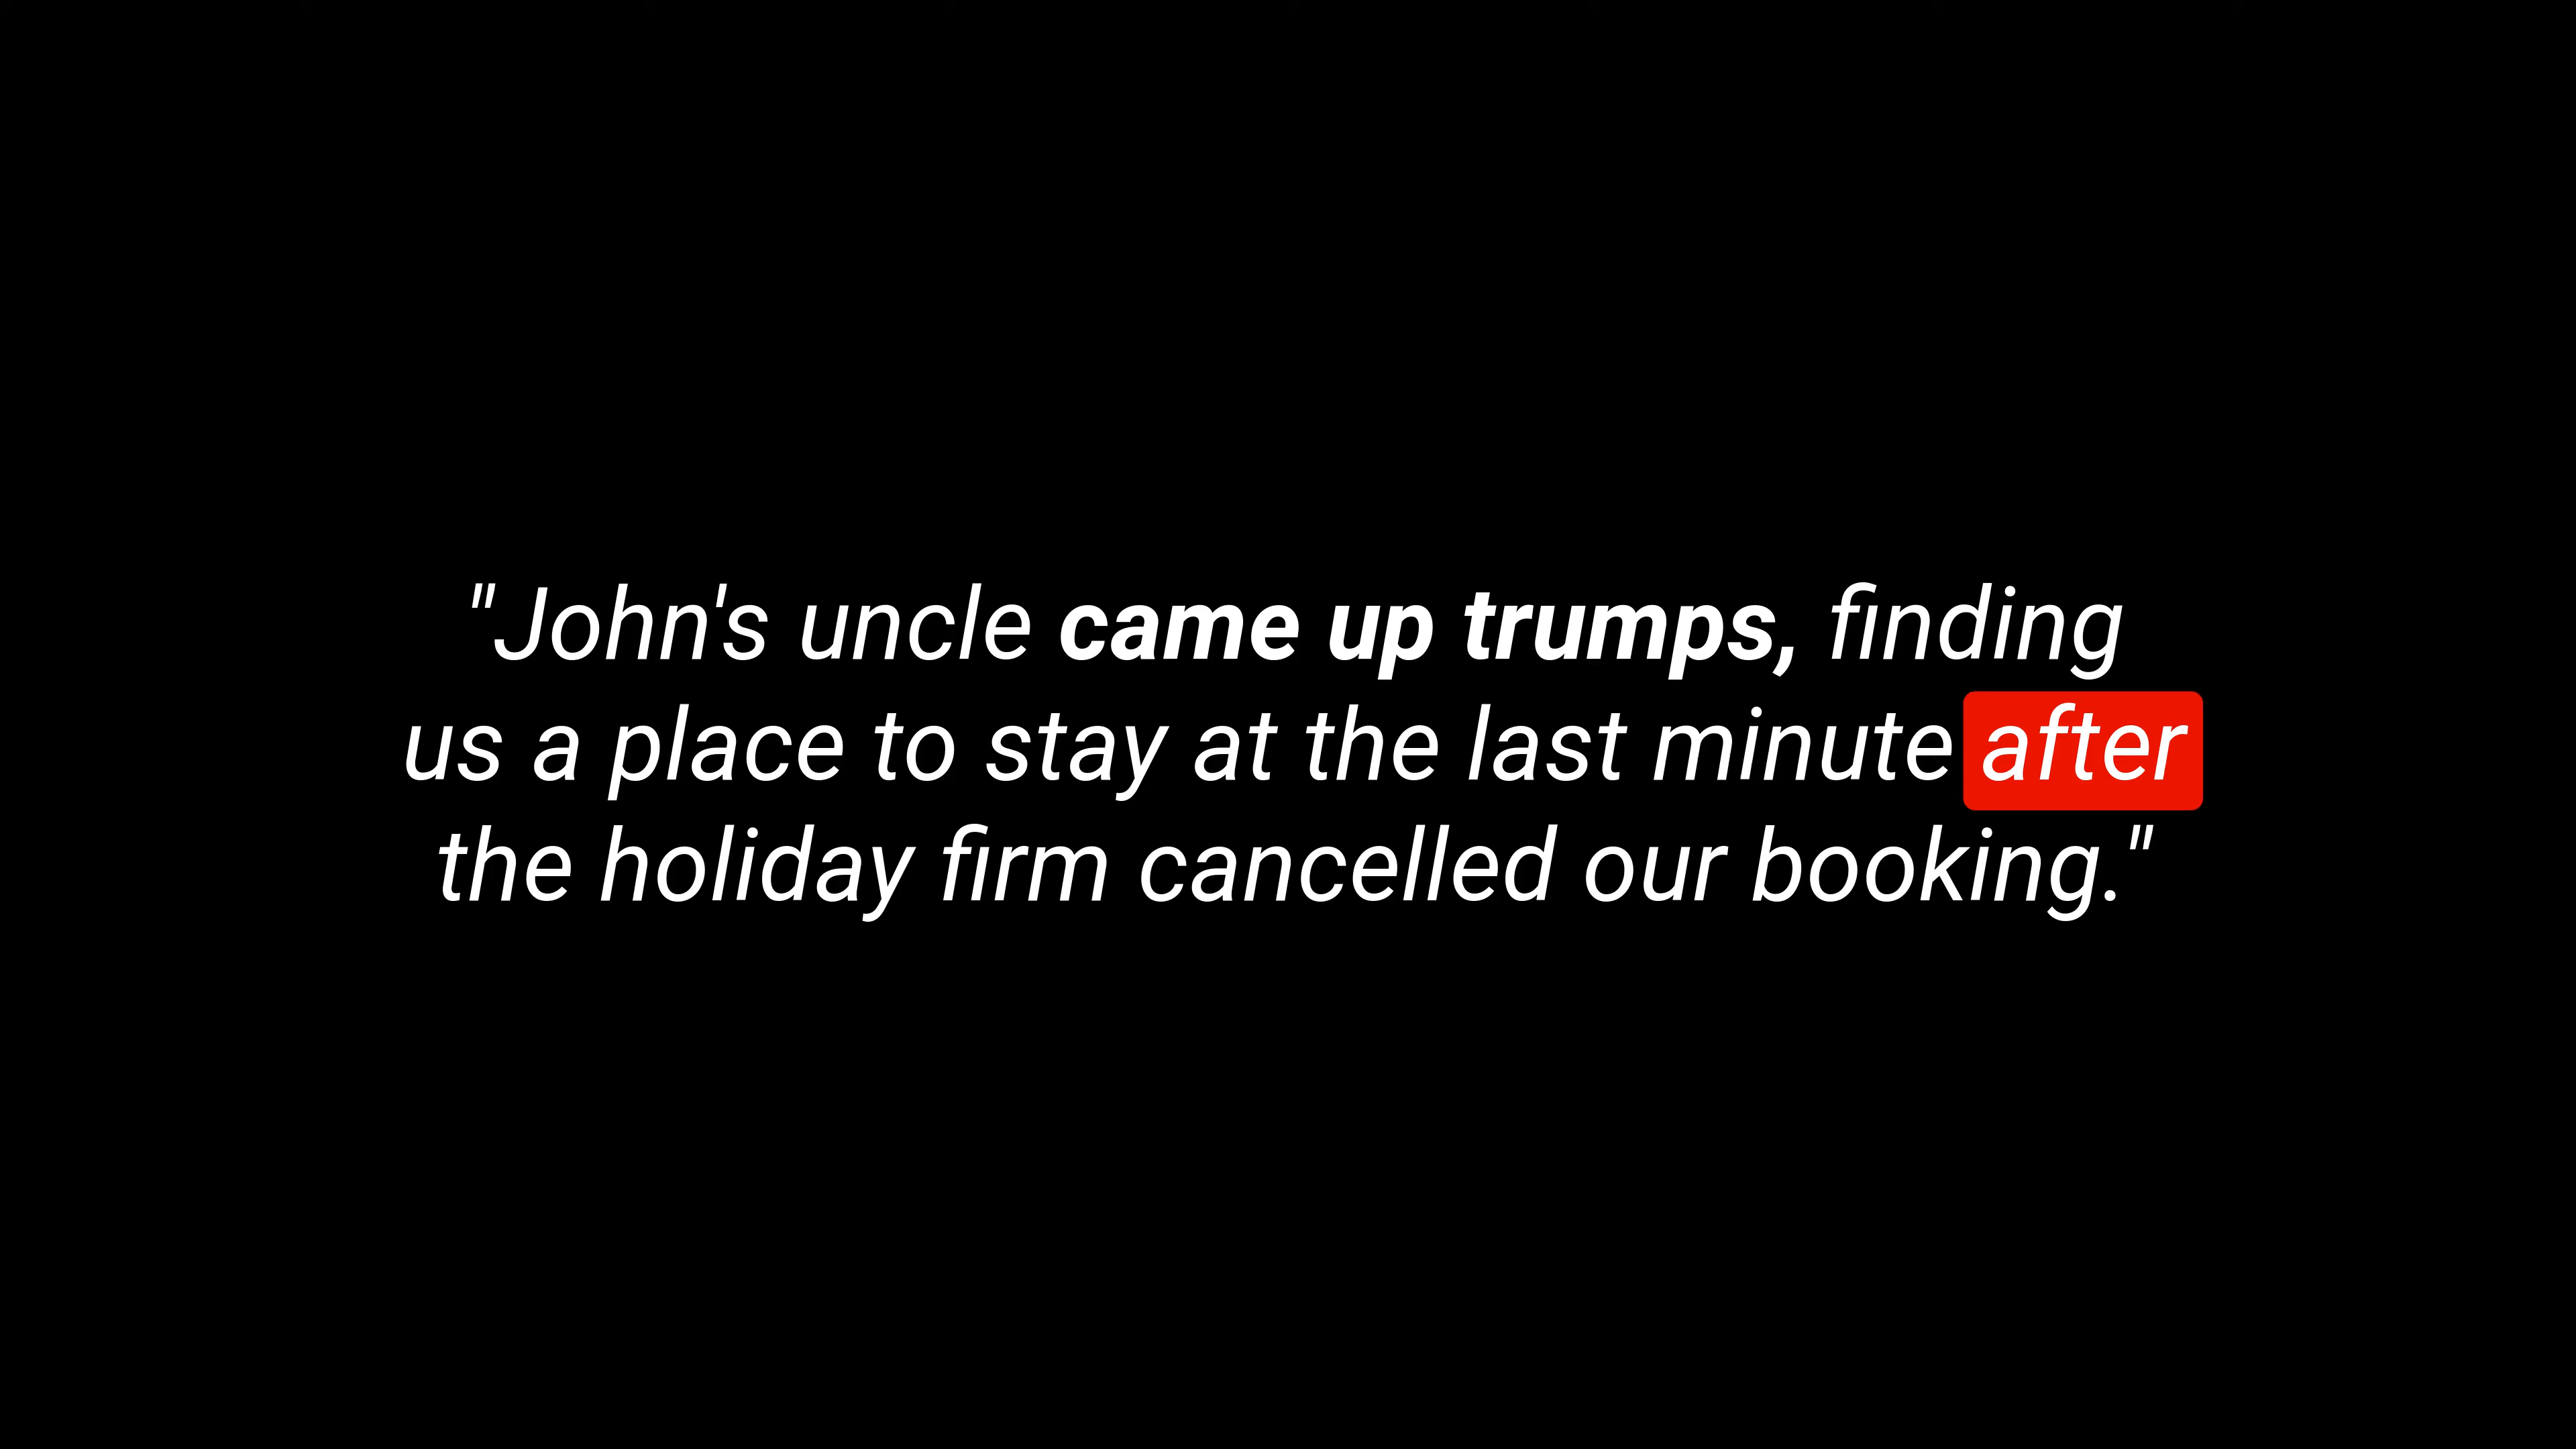 "John's uncle came up trumps, finding
us a place to stay at the last minute after
the holiday firm cancelled our booking."